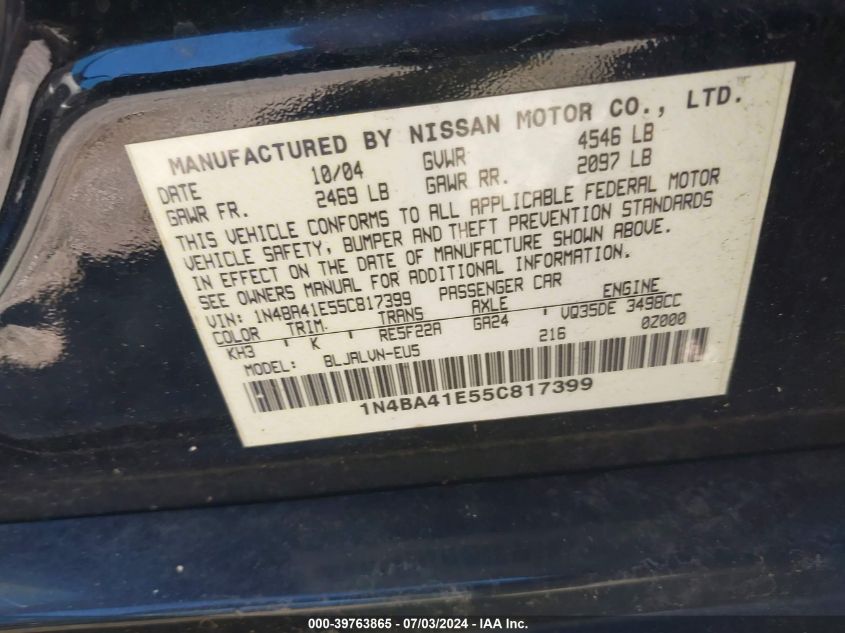 MANUFACTURED BY NISSAN MOTOR CO., LTD.
DATE 10/04 GVWR 4546 LB
GAWR FR. 2469 LB GAWR RR. 2097 LB
THIS VEHICLE CONFORMS TO ALL APPLICABLE FEDERAL MOTOR
VEHICLE SAFETY, BUMPER AND THEFT PREVENTION STANDARDS
IN EFFECT ON THE DATE OF MANUFACTURE SHOWN ABOVE.
SEE OWNERS MANUAL FOR ADDITIONAL INFORMATION.
VIN: 1N4BA41E55C817399 PASSENGER CAR
COLOR TRIM. TRANS AXLE ENGINE
KH3 K RE5F22A GA24 VQ35DE 3498CC
MODEL: BLJALVN-EU5 216 0Z000
1N4BA41E55C817399
000-39763865 - 07/03/2024 - IAA Inc.